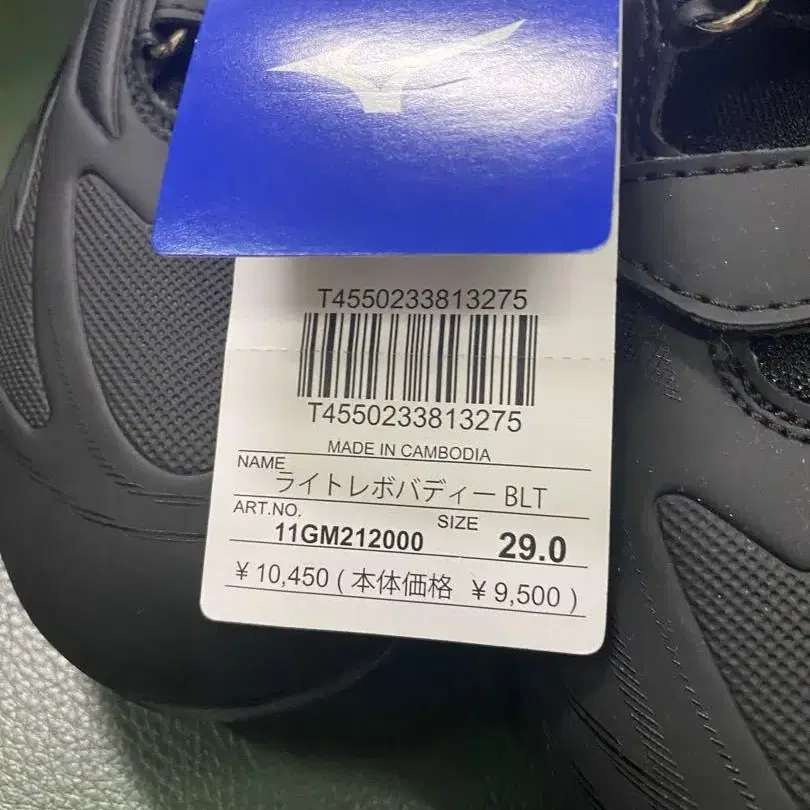 T4550233813275
T4550233813275
MADE IN CAMBODIA
NAME
ライトレボバディー BLT
ART.NO.
11GM212000
SIZE
29.0
¥10,450 ( 本体価格 ¥9,500 )